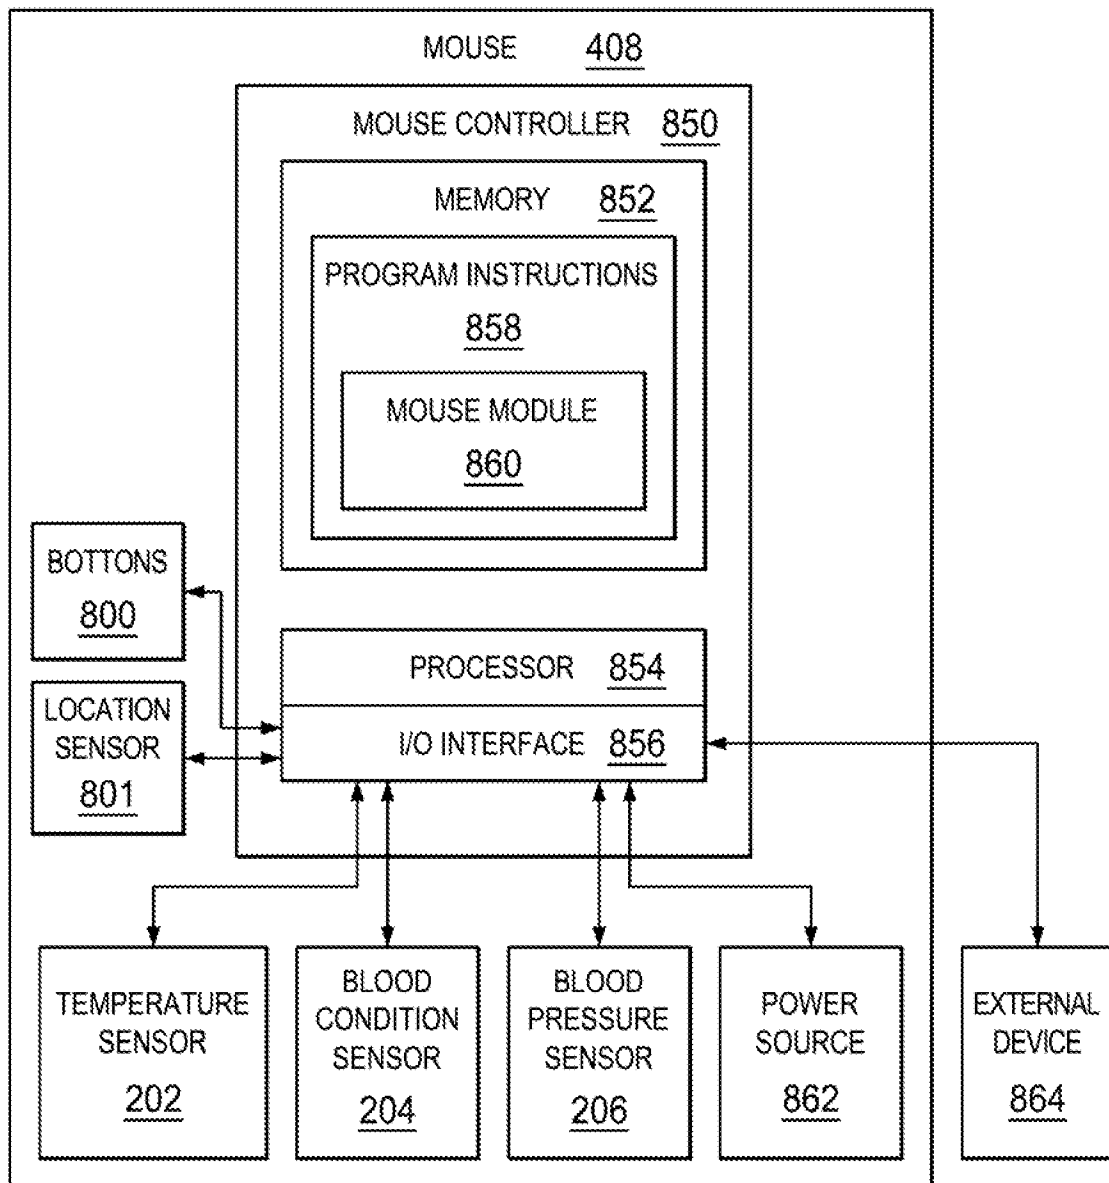 MOUSE 408
MOUSE CONTROLLER 850
MEMORY 852
PROGRAM INSTRUCTIONS
858
MOUSE MODULE
860
BOTTONS
800
PROCESSOR 854
LOCATION
SENSOR
801
I/O INTERFACE 856
TEMPERATURE
SENSOR
202
BLOOD
CONDITION
SENSOR
204
BLOOD
PRESSURE
SENSOR
206
POWER
SOURCE
862
EXTERNAL
DEVICE
864